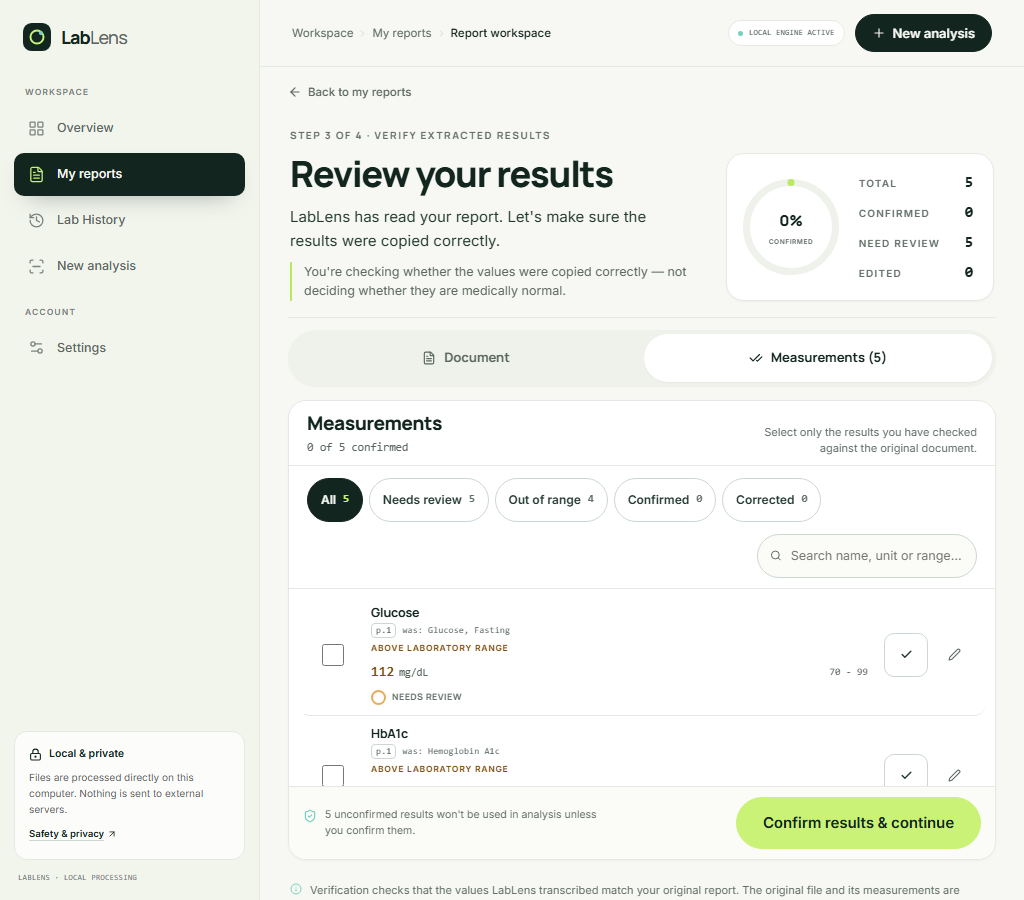 LabLens
WORKSPACE
Overview
My reports
Lab History
New analysis
ACCOUNT
Settings
Local & private
Files are processed directly on this
computer. Nothing is sent to external
servers.
Safety & privacy
LABLENS · LOCAL PROCESSING
Workspace › My reports › Report workspace
LOCAL ENGINE ACTIVE
New analysis
Back to my reports
STEP 3 OF 4 · VERIFY EXTRACTED RESULTS
Review your results
LabLens has read your report. Let's make sure the
results were copied correctly.
You're checking whether the values were copied correctly — not
deciding whether they are medically normal.
0%
CONFIRMED
TOTAL 5
CONFIRMED 0
NEED REVIEW 5
EDITED 0
Document
Measurements (5)
Measurements
0 of 5 confirmed
Select only the results you have checked
against the original document.
All 5
Needs review 5
Out of range 4
Confirmed 0
Corrected 0
Search name, unit or range...
Glucose
p.1 was: Glucose, Fasting
ABOVE LABORATORY RANGE
112 mg/dL
70 - 99
NEEDS REVIEW
HbA1c
p.1 was: Hemoglobin A1c
ABOVE LABORATORY RANGE
5 unconfirmed results won't be used in analysis unless
you confirm them.
Confirm results & continue
Verification checks that the values LabLens transcribed match your original report. The original file and its measurements are